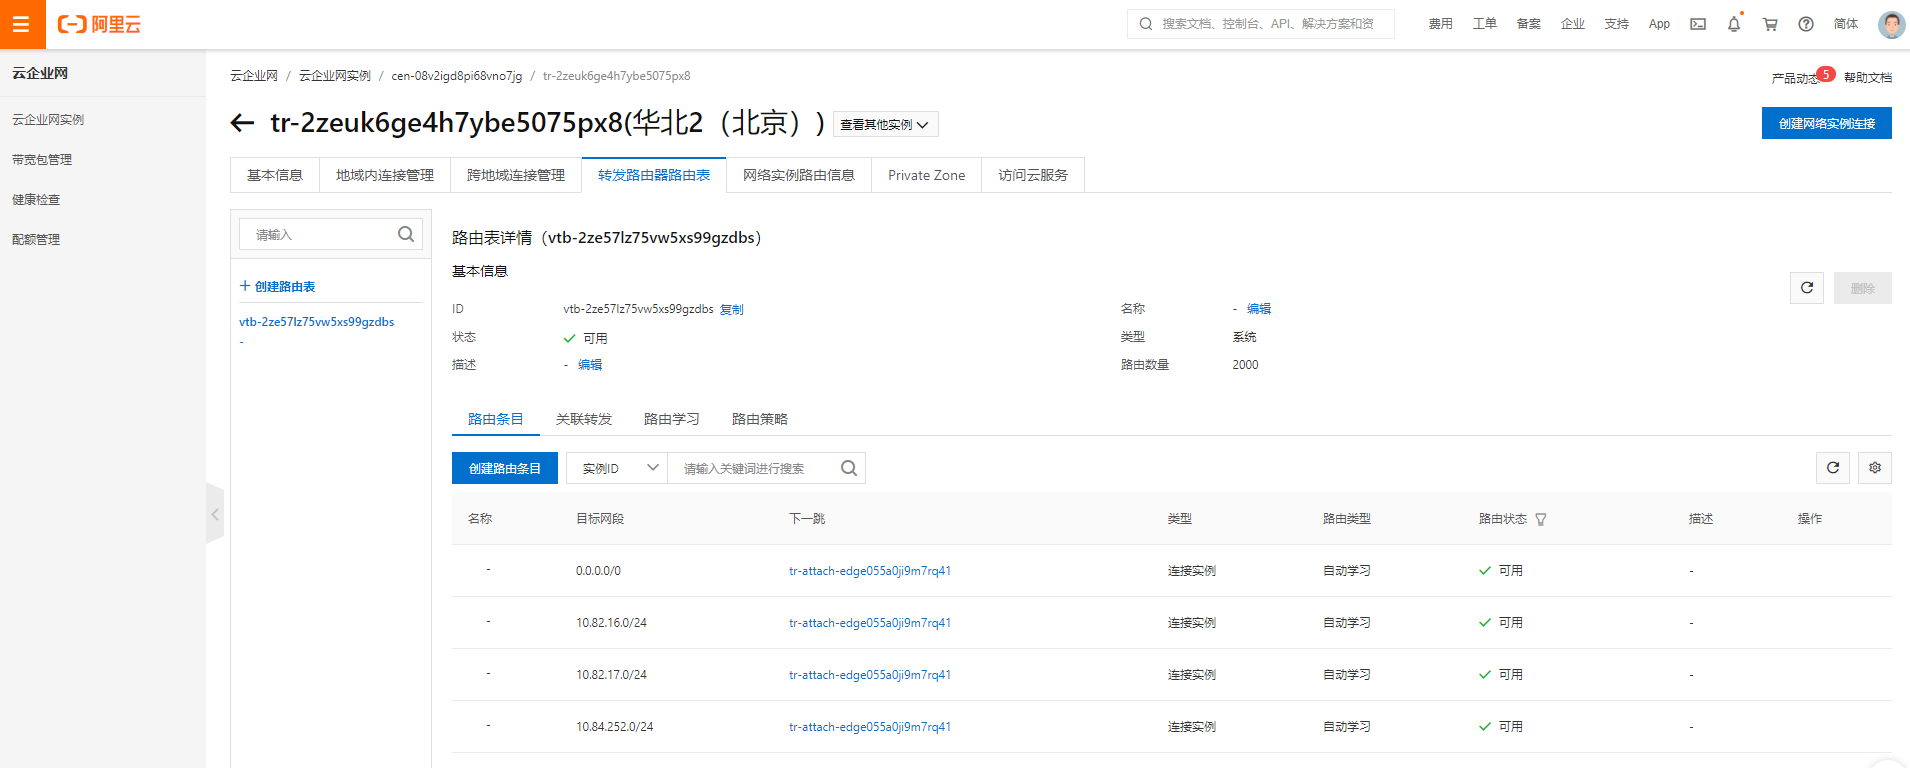 阿里云
搜索文档、控制台、API、解决方案和资
费用 工单 备案 企业 支持 App 简体
云企业网
云企业网实例
带宽包管理
健康检查
配额管理
云企业网 / 云企业网实例 / cen-08v2igd8pi68vno7jg / tr-2zeuk6ge4h7ybe5075px8
产品动态 5 帮助文档
tr-2zeuk6ge4h7ybe5075px8(华北2（北京）) 查看其他实例
创建网络实例连接
基本信息 地域内连接管理 跨地域连接管理 转发路由器路由表 网络实例路由信息 Private Zone 访问云服务
请输入
+ 创建路由表
vtb-2ze57lz75vw5xs99gzdbs
-
路由表详情（vtb-2ze57lz75vw5xs99gzdbs）
基本信息
删除
ID vtb-2ze57lz75vw5xs99gzdbs 复制 名称 - 编辑
状态 可用 类型 系统
描述 - 编辑 路由数量 2000
路由条目 关联转发 路由学习 路由策略
创建路由条目 实例ID 请输入关键词进行搜索
名称 目标网段 下一跳 类型 路由类型 路由状态 描述 操作
- 0.0.0.0/0 tr-attach-edge055a0ji9m7rq41 连接实例 自动学习 可用 -
- 10.82.16.0/24 tr-attach-edge055a0ji9m7rq41 连接实例 自动学习 可用 -
- 10.82.17.0/24 tr-attach-edge055a0ji9m7rq41 连接实例 自动学习 可用 -
- 10.84.252.0/24 tr-attach-edge055a0ji9m7rq41 连接实例 自动学习 可用 -